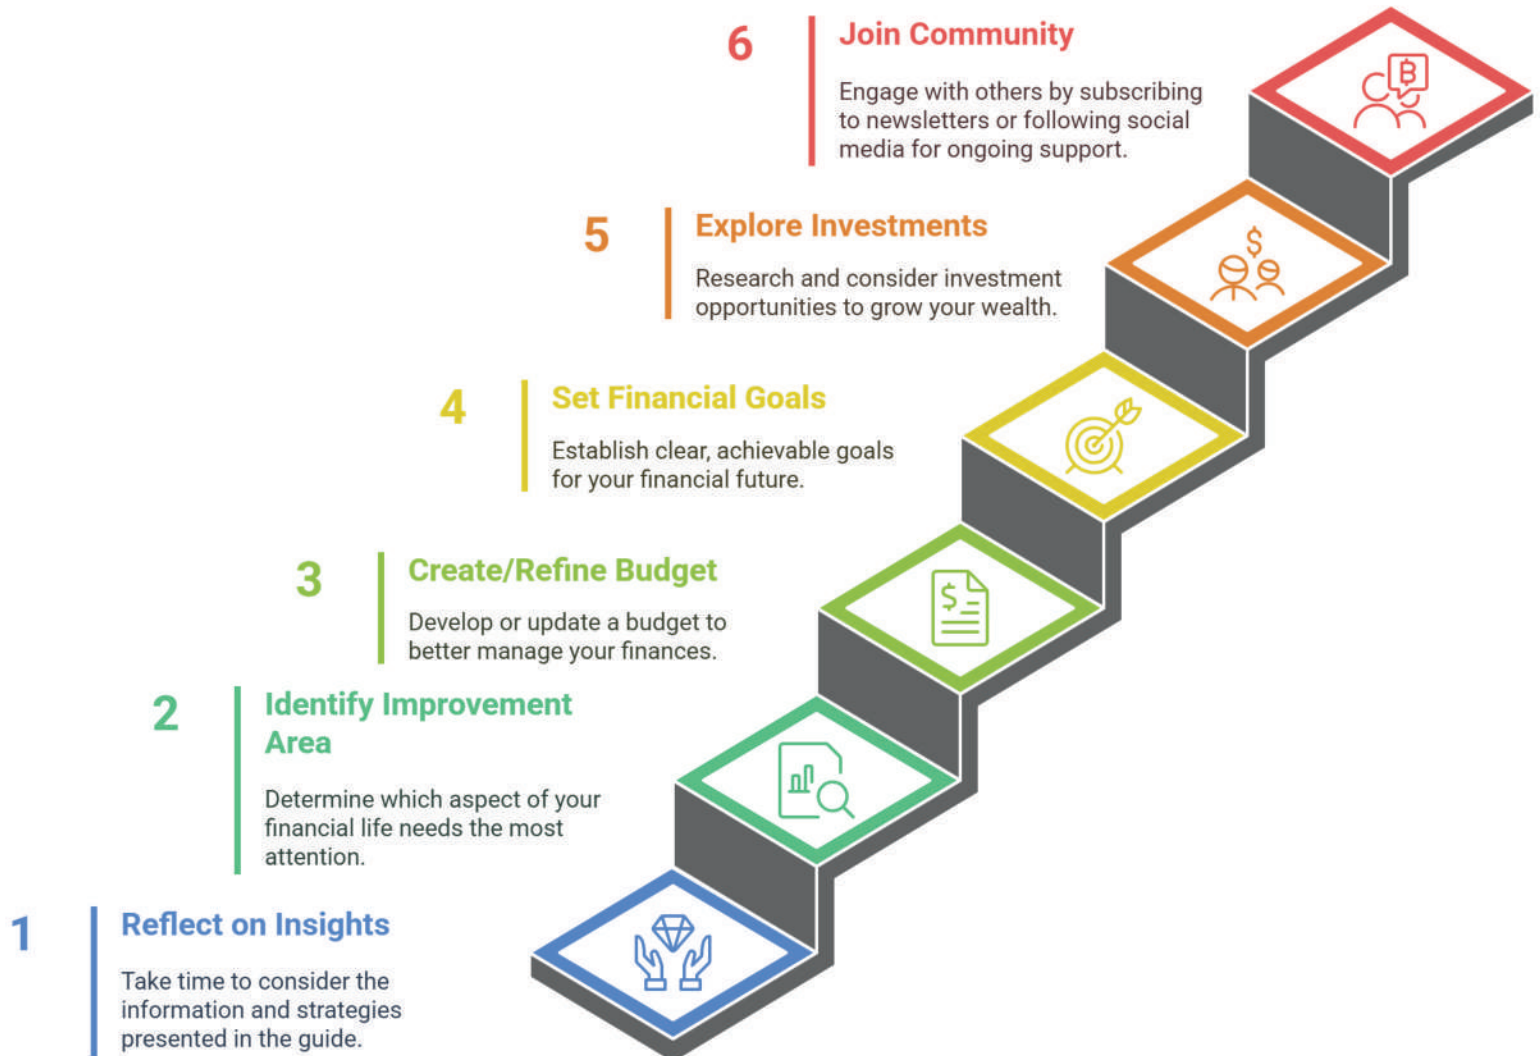 6
Join Community
Engage with others by subscribing
to newsletters or following social
media for ongoing support.
5
Explore Investments
Research and consider investment
opportunities to grow your wealth.
4
Set Financial Goals
Establish clear, achievable goals
for your financial future.
3
Create/Refine Budget
Develop or update a budget to
better manage your finances.
2
Identify Improvement
Area
Determine which aspect of your
financial life needs the most
attention.
1
Reflect on Insights
Take time to consider the
information and strategies
presented in the guide.